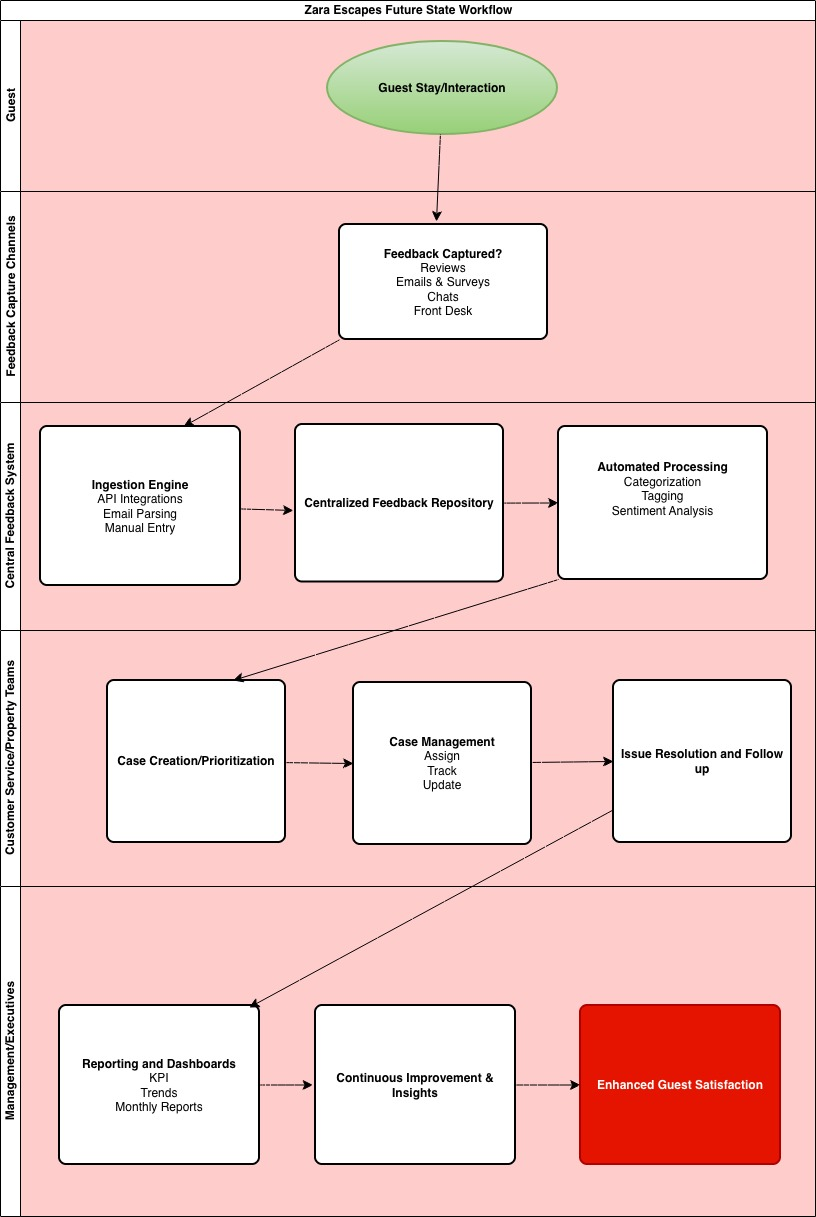 Zara Escapes Future State Workflow
Guest
Guest Stay/Interaction
Feedback Capture Channels
Feedback Captured?
Reviews
Emails & Surveys
Chats
Front Desk
Central Feedback System
Ingestion Engine
API Integrations
Email Parsing
Manual Entry
Centralized Feedback Repository
Automated Processing
Categorization
Tagging
Sentiment Analysis
Customer Service/Property Teams
Case Creation/Prioritization
Case Management
Assign
Track
Update
Issue Resolution and Follow
up
Management/Executives
Reporting and Dashboards
KPI
Trends
Monthly Reports
Continuous Improvement &
Insights
Enhanced Guest Satisfaction